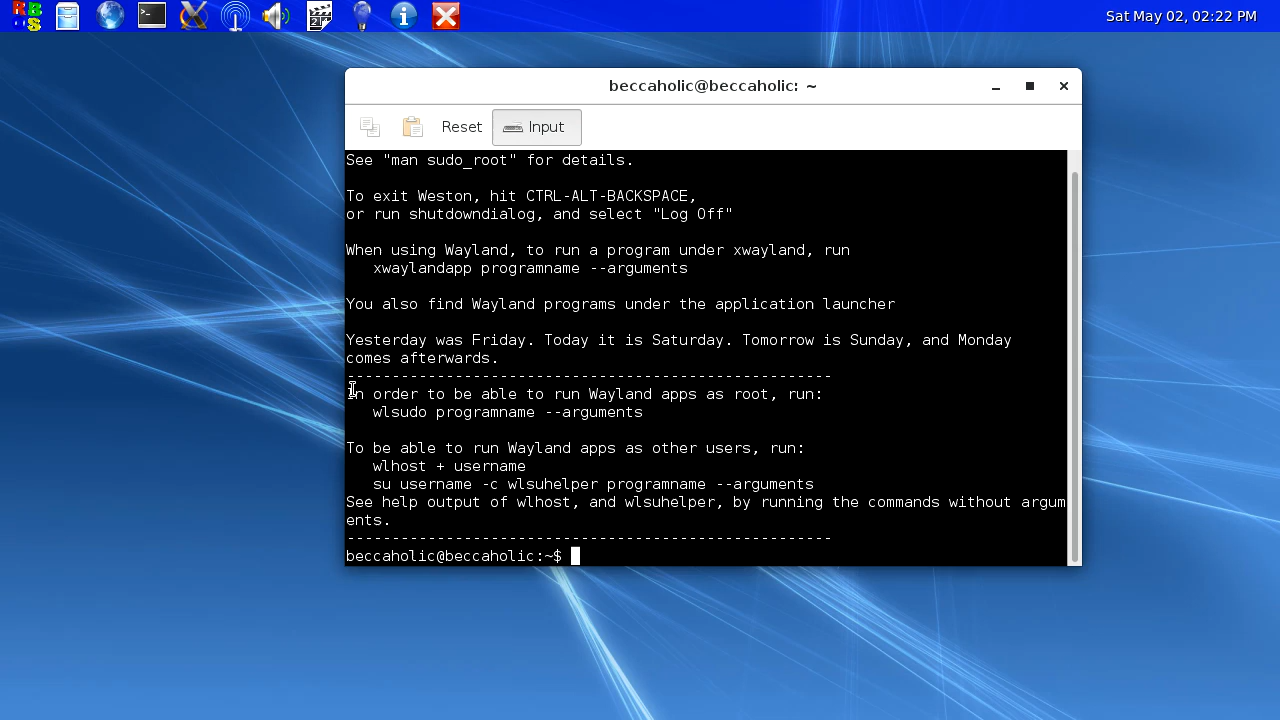 RB
OS
Sat May 02, 02:22 PM
beccaholic@beccaholic: ~
Reset
Input
See "man sudo_root" for details.
To exit Weston, hit CTRL-ALT-BACKSPACE,
or run shutdowndialog, and select "Log Off"
When using Wayland, to run a program under xwayland, run
xwaylandapp programname --arguments
You also find Wayland programs under the application launcher
Yesterday was Friday. Today it is Saturday. Tomorrow is Sunday, and Monday
comes afterwards.
------------------------------------------------------
In order to be able to run Wayland apps as root, run:
wlsudo programname --arguments
To be able to run Wayland apps as other users, run:
wlhost + username
su username -c wlsuhelper programname --arguments
See help output of wlhost, and wlsuhelper, by running the commands without argum
ents.
------------------------------------------------------
beccaholic@beccaholic:~$